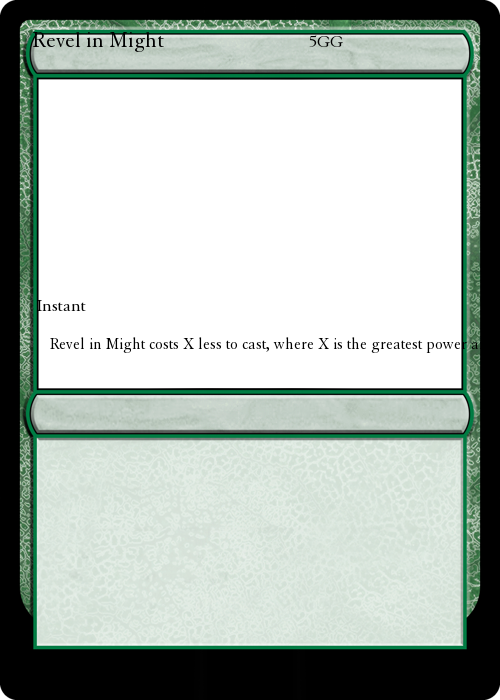 Revel in Might 5GG
Instant
Revel in Might costs X less to cast, where X is the greatest power a